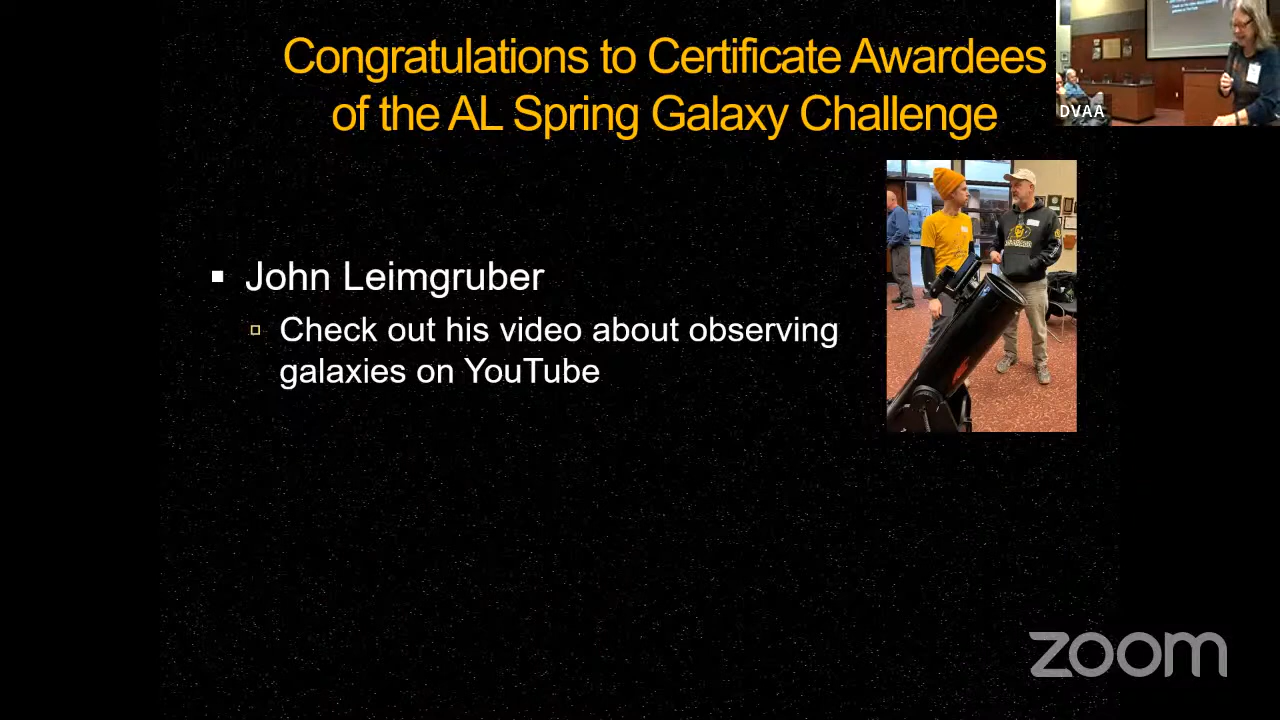 Congratulations to Certificate Awardees
of the AL Spring Galaxy Challenge
DVAA
John Leimgruber
Check out his video about observing
galaxies on YouTube
zoom